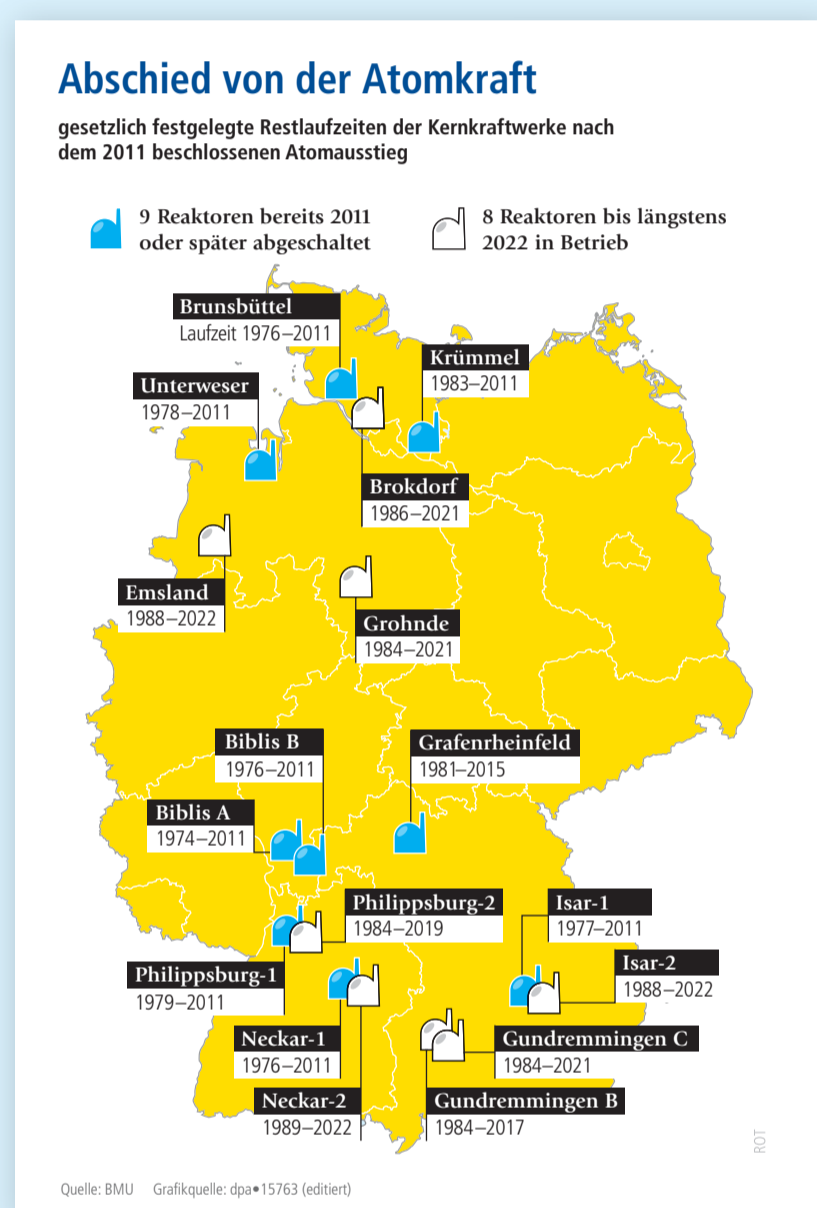 Abschied von der Atomkraft
gesetzlich festgelegte Restlaufzeiten der Kernkraftwerke nach
dem 2011 beschlossenen Atomausstieg
9 Reaktoren bereits 2011
oder später abgeschaltet
8 Reaktoren bis längstens
2022 in Betrieb
Brunsbüttel
Laufzeit 1976–2011
Krümmel
1983–2011
Unterweser
1978–2011
Brokdorf
1986–2021
Emsland
1988–2022
Grohnde
1984–2021
Biblis B
1976–2011
Grafenrheinfeld
1981–2015
Biblis A
1974–2011
Philippsburg-2
1984–2019
Isar-1
1977–2011
Isar-2
1988–2022
Philippsburg-1
1979–2011
Neckar-1
1976–2011
Gundremmingen C
1984–2021
Neckar-2
1989–2022
Gundremmingen B
1984–2017
ROT
Quelle: BMU Grafikquelle: dpa•15763 (editiert)